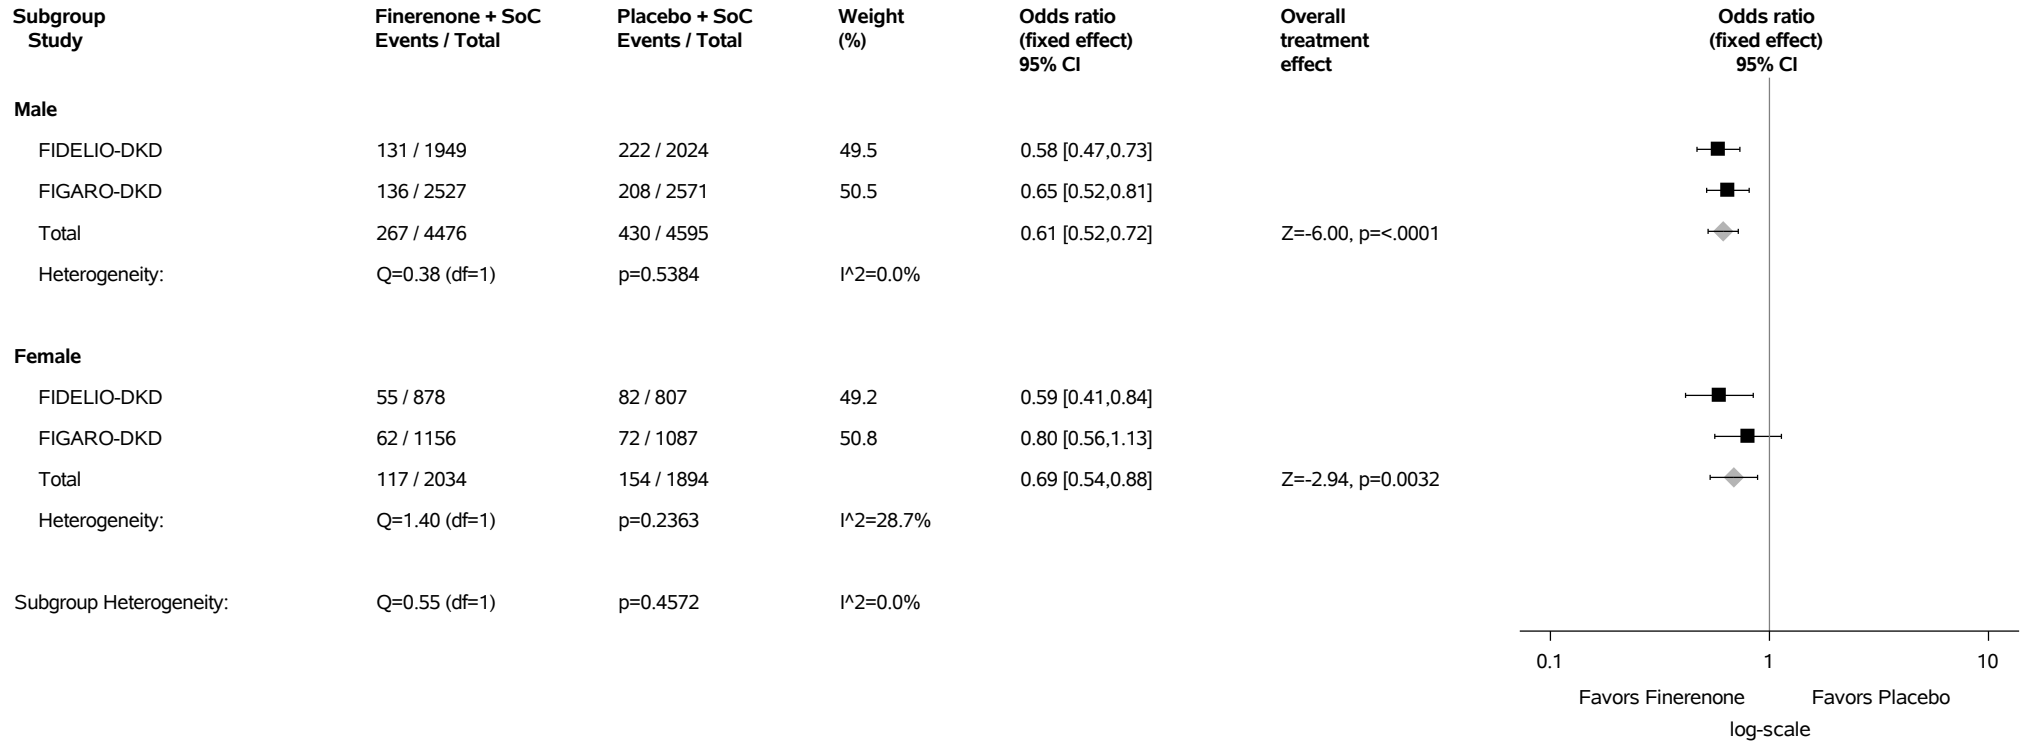 Subgroup Finerenone + SoC Placebo + SoC Weight Odds ratio Overall Odds ratio
Study Events / Total Events / Total (%) (fixed effect) treatment (fixed effect)
95% CI effect 95% CI
Male
FIDELIO-DKD 131 / 1949 222 / 2024 49.5 0.58 [0.47,0.73]
FIGARO-DKD 136 / 2527 208 / 2571 50.5 0.65 [0.52,0.81]
Total 267 / 4476 430 / 4595 0.61 [0.52,0.72] Z=-6.00, p=<.0001
Heterogeneity: Q=0.38 (df=1) p=0.5384 I^2=0.0%
Female
FIDELIO-DKD 55 / 878 82 / 807 49.2 0.59 [0.41,0.84]
FIGARO-DKD 62 / 1156 72 / 1087 50.8 0.80 [0.56,1.13]
Total 117 / 2034 154 / 1894 0.69 [0.54,0.88] Z=-2.94, p=0.0032
Heterogeneity: Q=1.40 (df=1) p=0.2363 I^2=28.7%
Subgroup Heterogeneity: Q=0.55 (df=1) p=0.4572 I^2=0.0%
0.1 1 10
Favors Finerenone Favors Placebo
log-scale